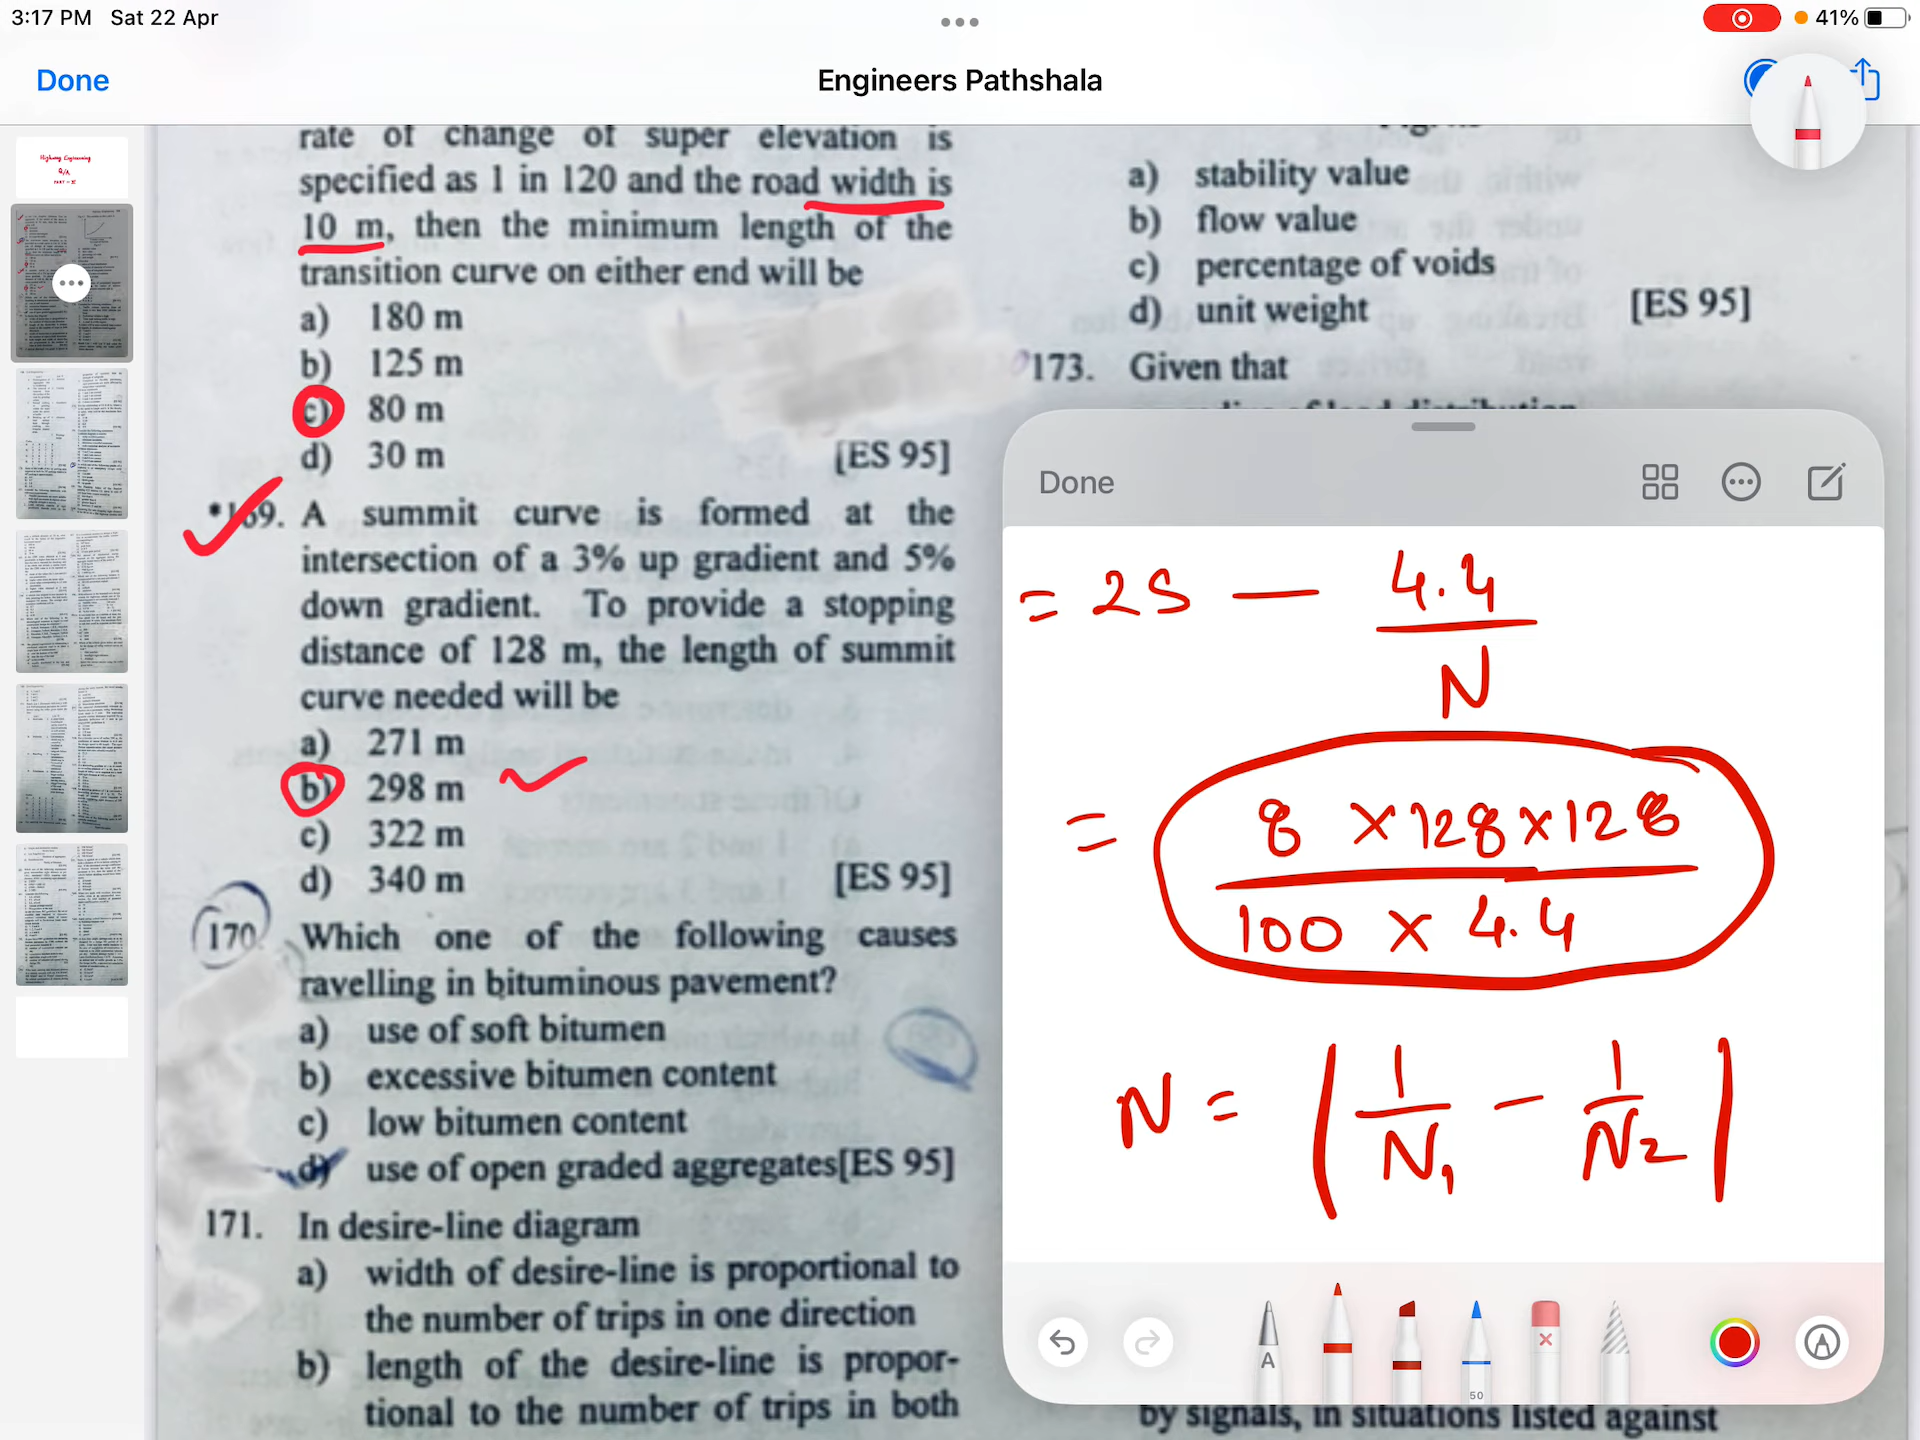 3:17 PM Sat 22 Apr
41%
Done
Engineers Pathshala
rate of change of super elevation is
specified as 1 in 120 and the road width is
10 m, then the minimum length of the
transition curve on either end will be
a) 180 m
b) 125 m
c) 80 m
d) 30 m [ES 95]
*169. A summit curve is formed at the
intersection of a 3% up gradient and 5%
down gradient. To provide a stopping
distance of 128 m, the length of summit
curve needed will be
a) 271 m
b) 298 m
c) 322 m
d) 340 m [ES 95]
170. Which one of the following causes
ravelling in bituminous pavement?
a) use of soft bitumen
b) excessive bitumen content
c) low bitumen content
d) use of open graded aggregates[ES 95]
171. In desire-line diagram
a) width of desire-line is proportional to
the number of trips in one direction
b) length of the desire-line is propor-
tional to the number of trips in both
a) stability value
b) flow value
c) percentage of voids
d) unit weight [ES 95]
173. Given that
Done
= 2S - 4.4 / N
= 8 × 128 × 128 / 100 × 4.4
N = | 1/N1 - 1/N2 |
A
50
by signals, in situations listed against